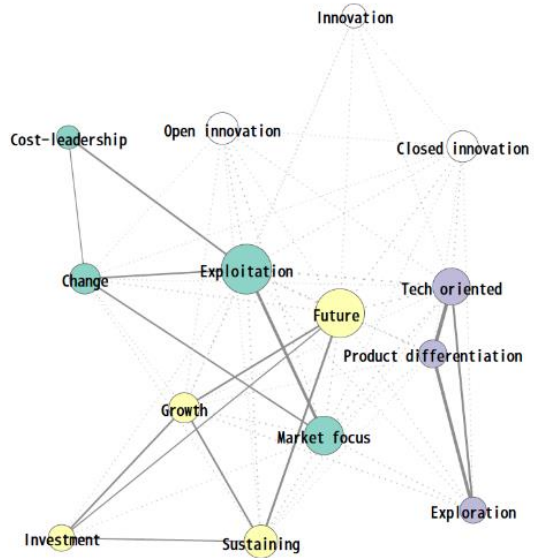 Innovation
Open innovation
Cost-leadership
Closed innovation
Exploitation
Change
Tech oriented
Future
Product differentiation
Growth
Market focus
Exploration
Investment
Sustaining